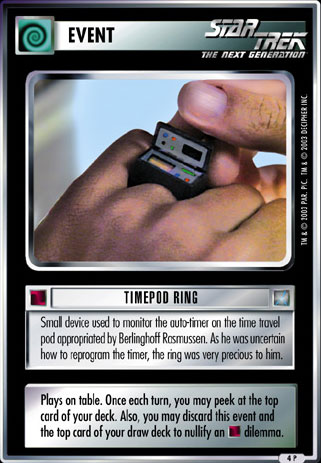 EVENT
STAR TREK
THE NEXT GENERATION
TM & © 2003 PAR. PIC. TM & © 2003 DECIPHER INC.
TIMEPOD RING
Small device used to monitor the auto-timer on the time travel
pod appropriated by Berlinghoff Rasmussen. As he was uncertain
how to reprogram the timer, the ring was very precious to him.
Plays on table. Once each turn, you may peek at the top
card of your deck. Also, you may discard this event and
the top card of your draw deck to nullify an dilemma.
4 P